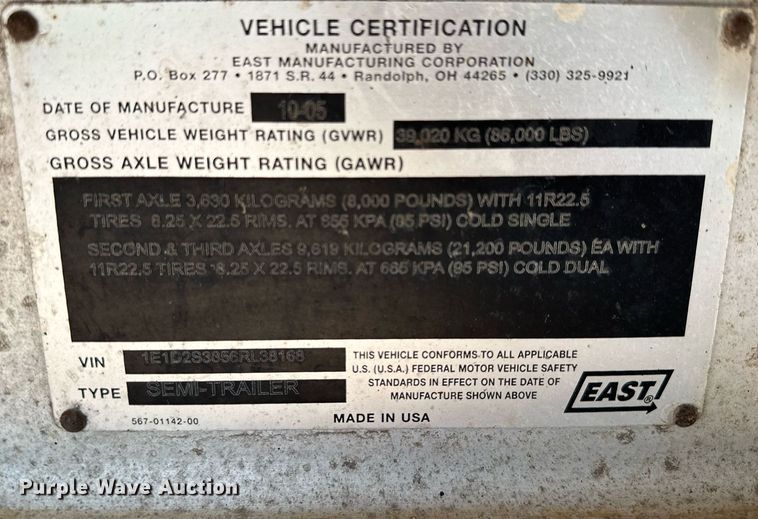 VEHICLE CERTIFICATION
MANUFACTURED BY
EAST MANUFACTURING CORPORATION
P.O. Box 277 • 1871 S.R. 44 • Randolph, OH 44265 • (330) 325-9921
DATE OF MANUFACTURE 10-05
GROSS VEHICLE WEIGHT RATING (GVWR) 39,020 KG (86,000 LBS)
GROSS AXLE WEIGHT RATING (GAWR)
FIRST AXLE 3,630 KILOGRAMS (8,000 POUNDS) WITH 11R22.5
TIRES 8.25 X 22.5 RIMS. AT 655 KPA (95 PSI) COLD SINGLE
SECOND & THIRD AXLES 9,619 KILOGRAMS (21,200 POUNDS) EA WITH
11R22.5 TIRES 8.25 X 22.5 RIMS. AT 665 KPA (95 PSI) COLD DUAL
VIN 1E1D2S3856RL38168
TYPE SEMI-TRAILER
THIS VEHICLE CONFORMS TO ALL APPLICABLE
U.S. (U.S.A.) FEDERAL MOTOR VEHICLE SAFETY
STANDARDS IN EFFECT ON THE DATE OF
MANUFACTURE SHOWN ABOVE
EAST®
567-01142-00
MADE IN USA
Purple Wave Auction